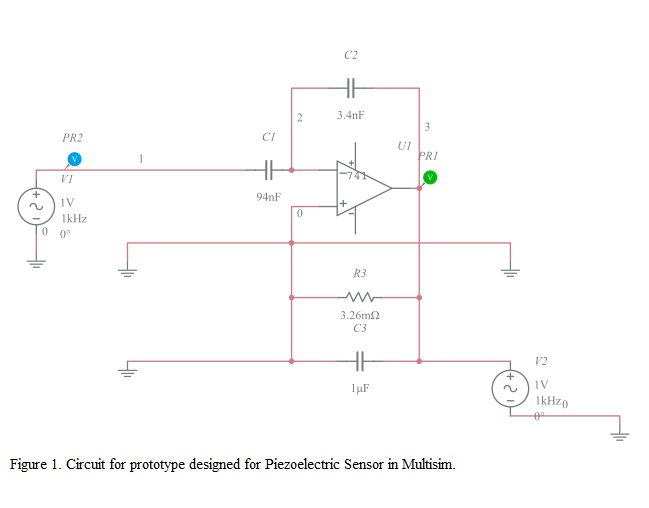 C2
3.4nF
2
3
PR2
V
1
C1
U1
PR1
V
V1
1V
1kHz
0°
0
94nF
741
0
R3
3.26mΩ
C3
1µF
V2
1V
1kHz
0
0°
Figure 1. Circuit for prototype designed for Piezoelectric Sensor in Multisim.